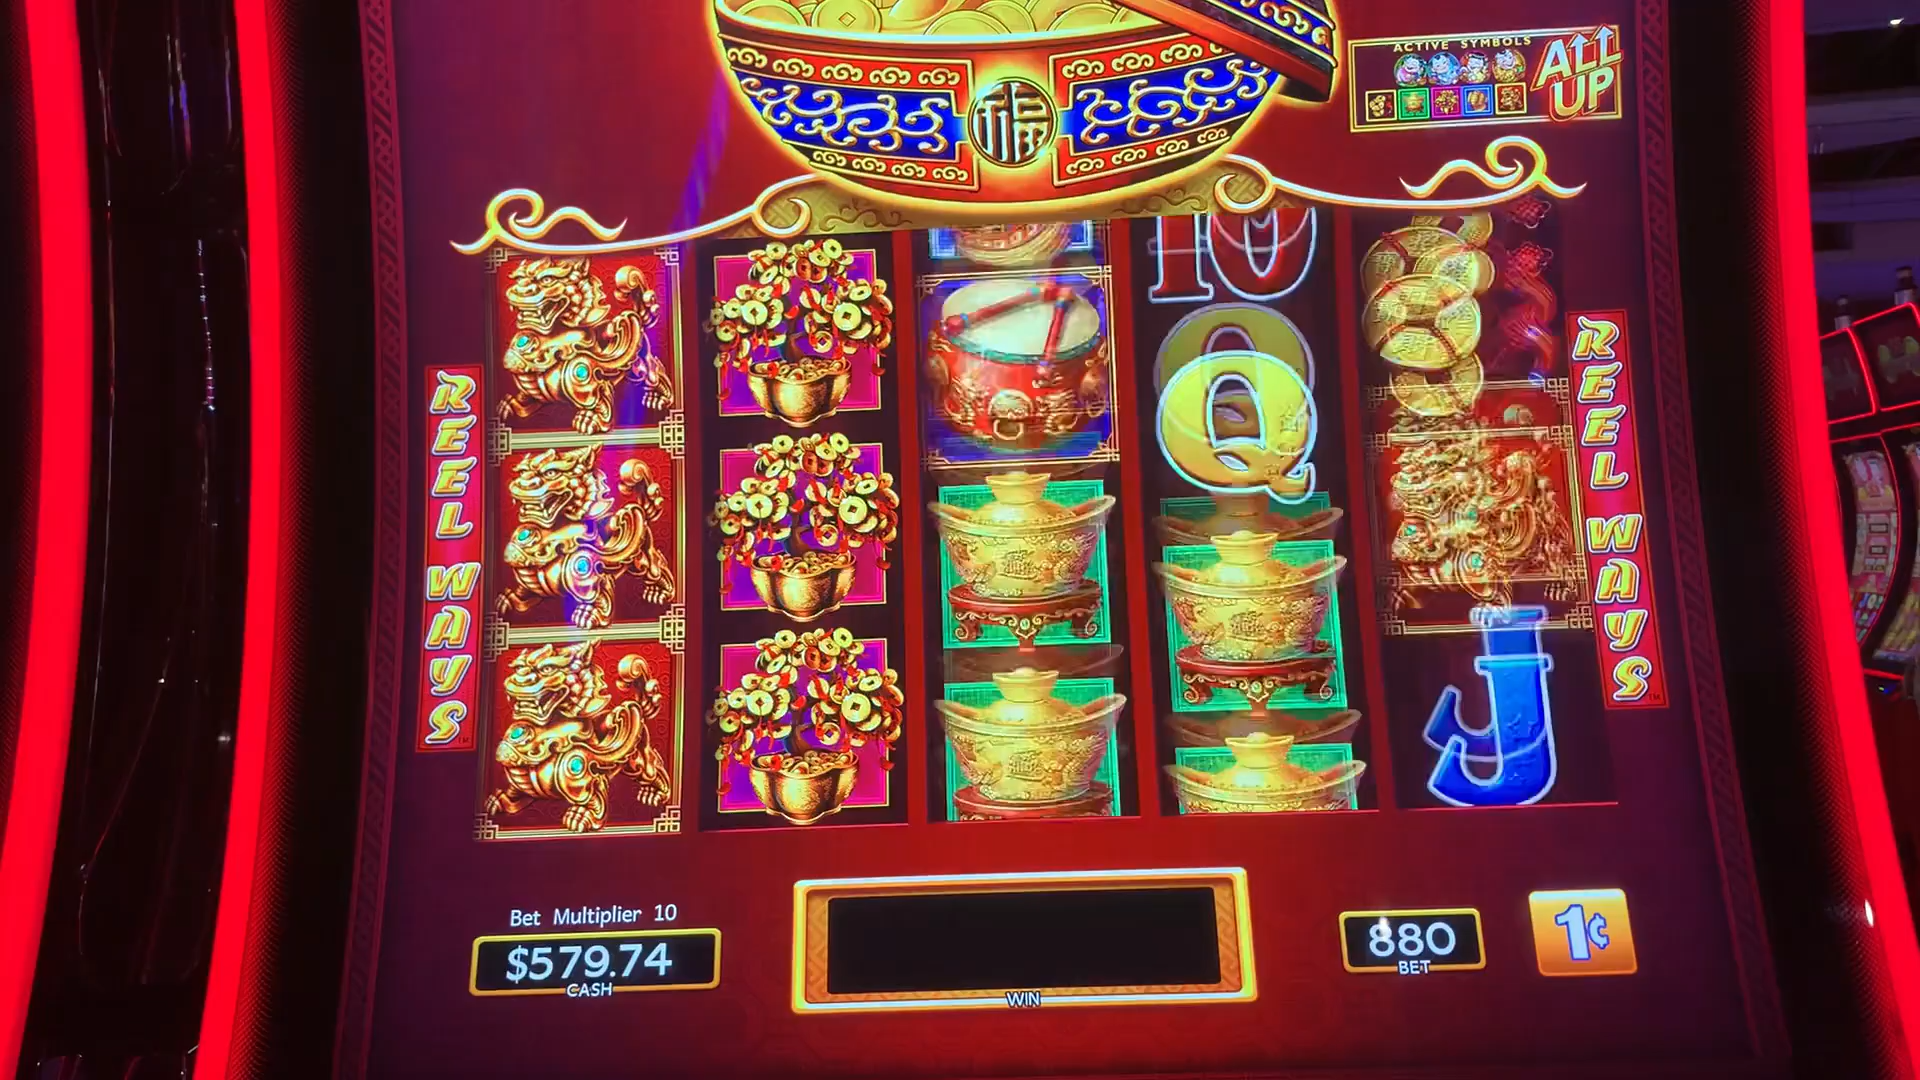 ACTIVE SYMBOLS
ALL UP
福
REEL WAYS
REEL WAYS
10
Q
J
Bet Multiplier 10
$579.74
CASH
WIN
880
BET
1¢